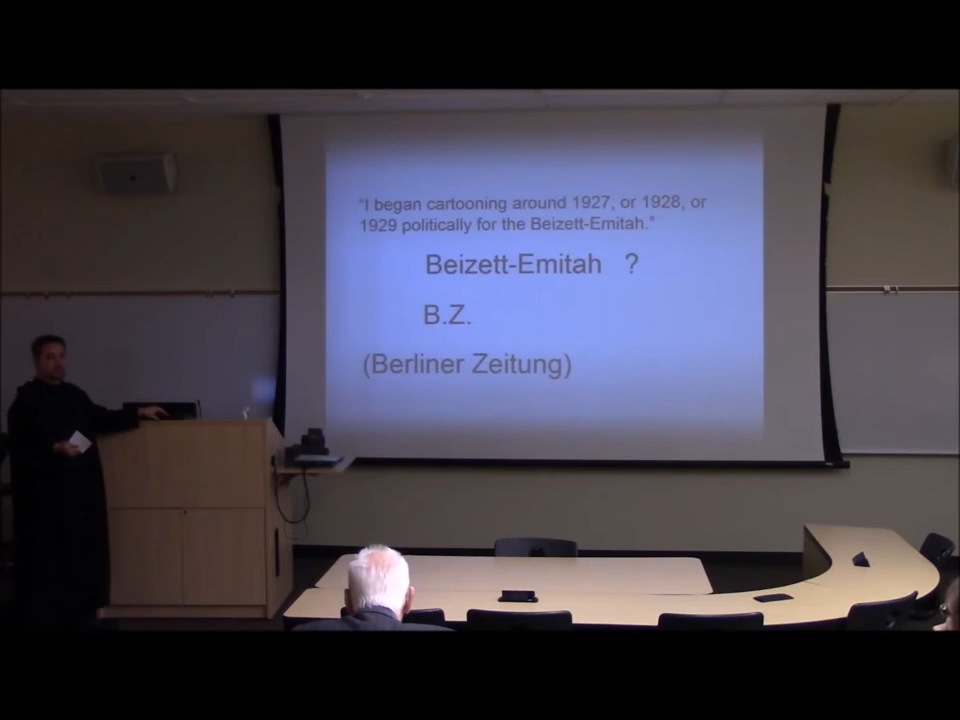 "I began cartooning around 1927, or 1928, or
1929 politically for the Beizett-Emitah."
Beizett-Emitah ?
B.Z.
(Berliner Zeitung)